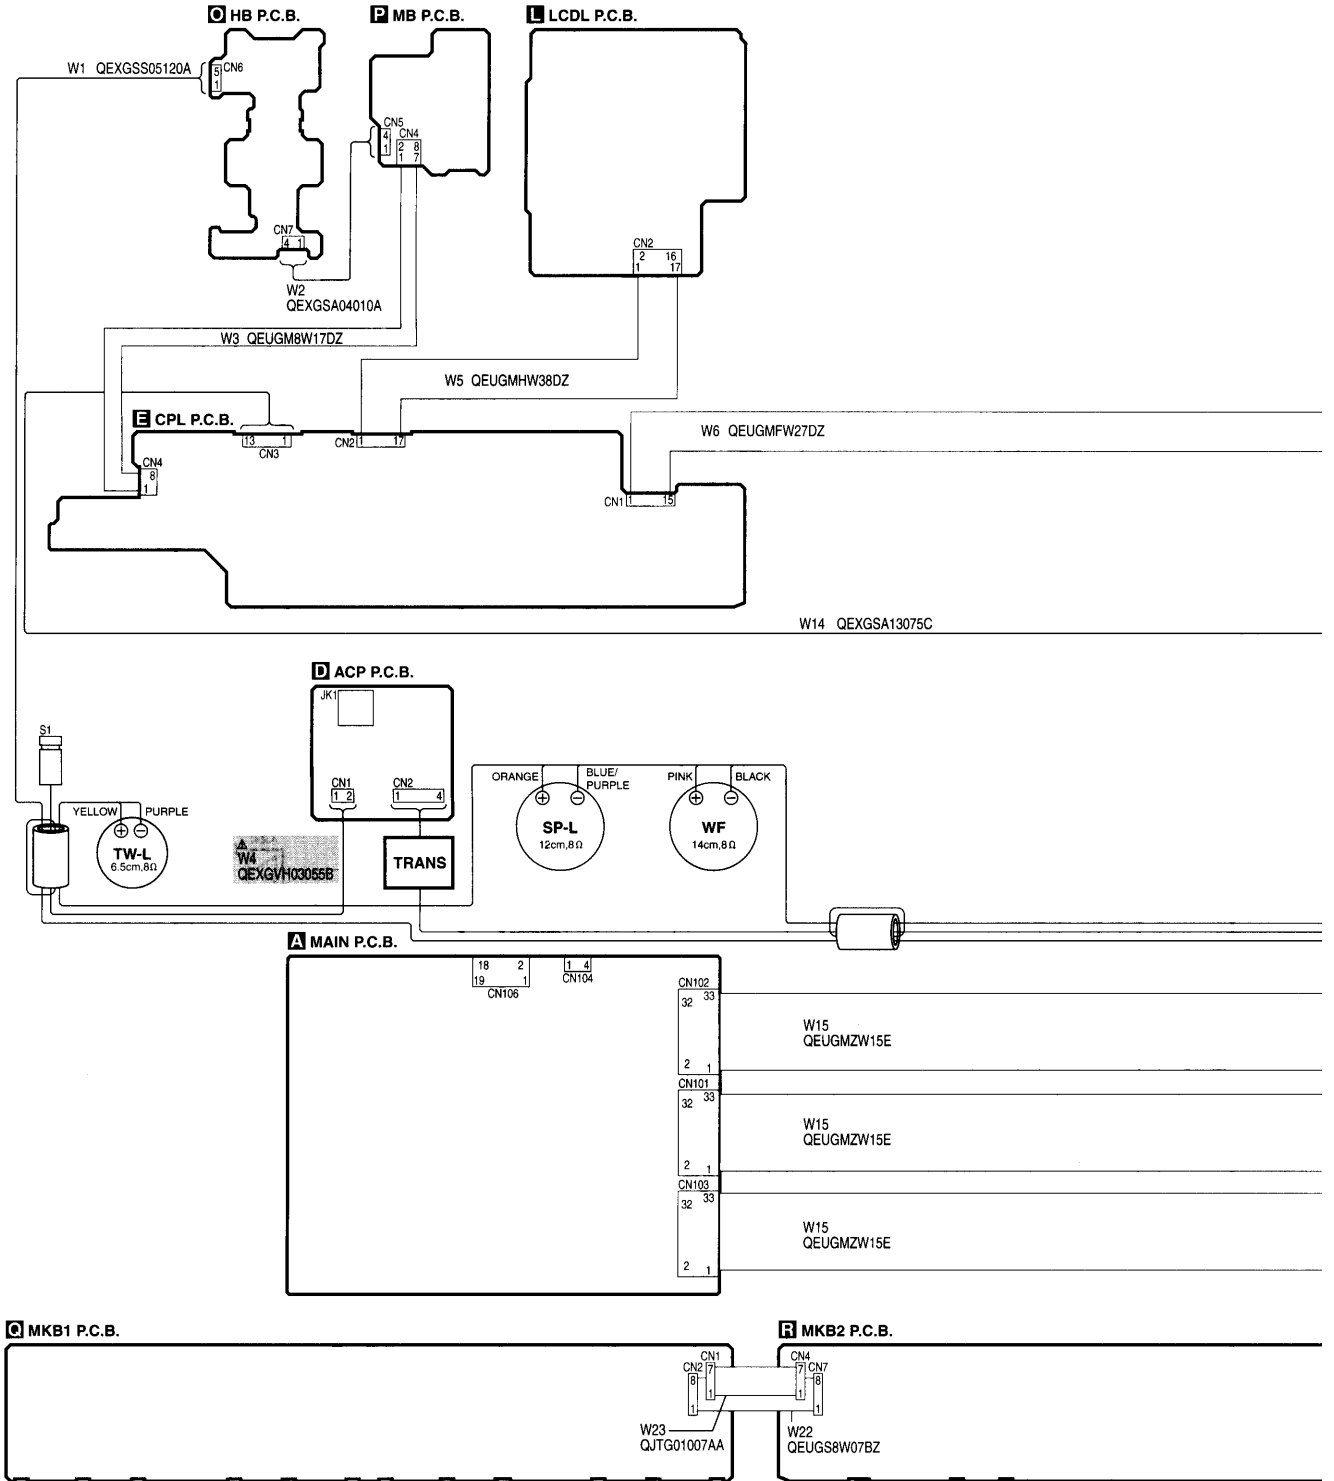 O HB P.C.B.
P MB P.C.B.
L LCDL P.C.B.
W1 QEXGSS05120A
5
1
CN6
CN5
4
1
CN4
2 8
1 7
CN7
4 1
W2
QEXGSA04010A
CN2
2 16
1 17
W3 QEUGM8W17DZ
W5 QEUGMHW38DZ
E CPL P.C.B.
13 1
CN3
CN2 1 17
W6 QEUGMFW27DZ
CN4
8
1
CN1 1 15
W14 QEXGSA13075C
D ACP P.C.B.
JK1
S1
CN1
1 2
CN2
1 4
ORANGE
BLUE/
PURPLE
PINK
BLACK
+ −
+ −
YELLOW
PURPLE
+ −
TW-L
6.5cm,8Ω
W4
QEXGVH03055B
TRANS
SP-L
12cm,8Ω
WF
14cm,8Ω
A MAIN P.C.B.
18 2
19 1
CN106
1 4
CN104
CN102
32 33
2 1
W15
QEUGMZW15E
CN101
32 33
2 1
W15
QEUGMZW15E
CN103
32 33
2 1
W15
QEUGMZW15E
Q MKB1 P.C.B.
R MKB2 P.C.B.
CN1
CN2 7
8
1
1
CN4
7 CN7
8
1
1
W23
QJTG01007AA
W22
QEUGS8W07BZ